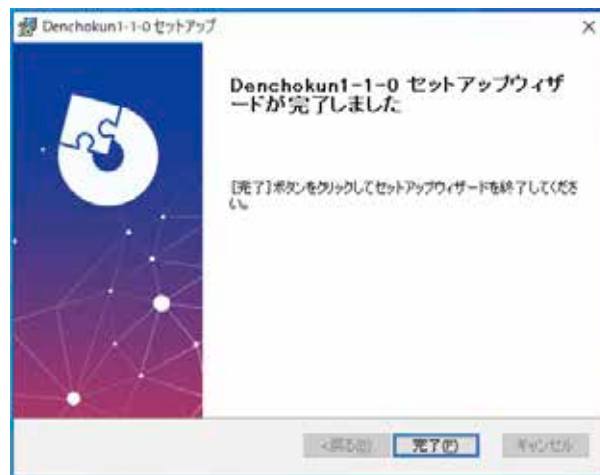 Denchokun1-1-0 セットアップ
Denchokun1-1-0 セットアップウィザ
ードが完了しました
[完了]ボタンをクリックしてセットアップウィザードを終了してくださ
い。
<戻る(B) 完了(F) キャンセル